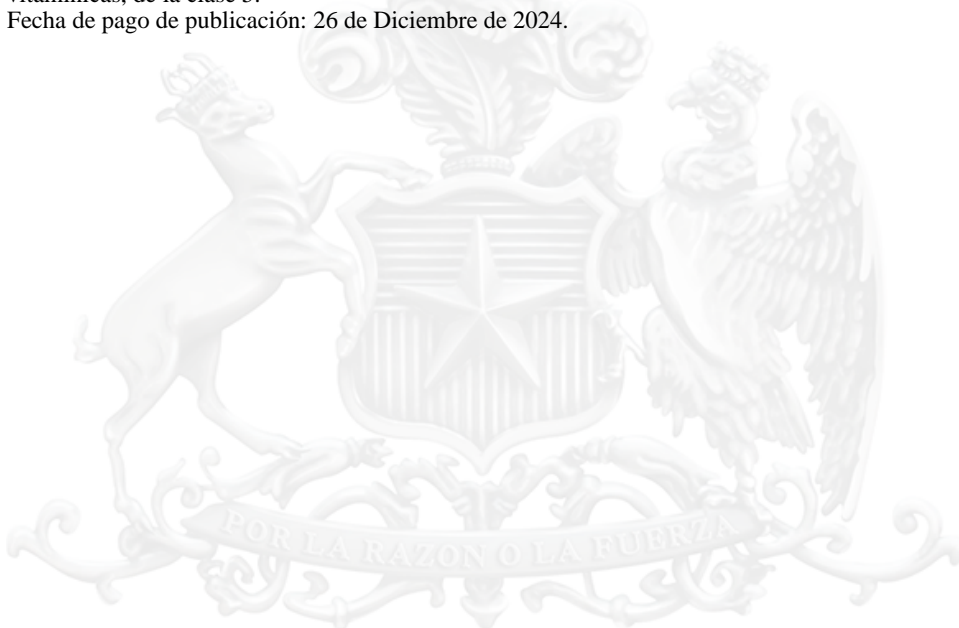 vitamínicas, de la clase 5.
Fecha de pago de publicación: 26 de Diciembre de 2024.
POR LA RAZON O LA FUERZA